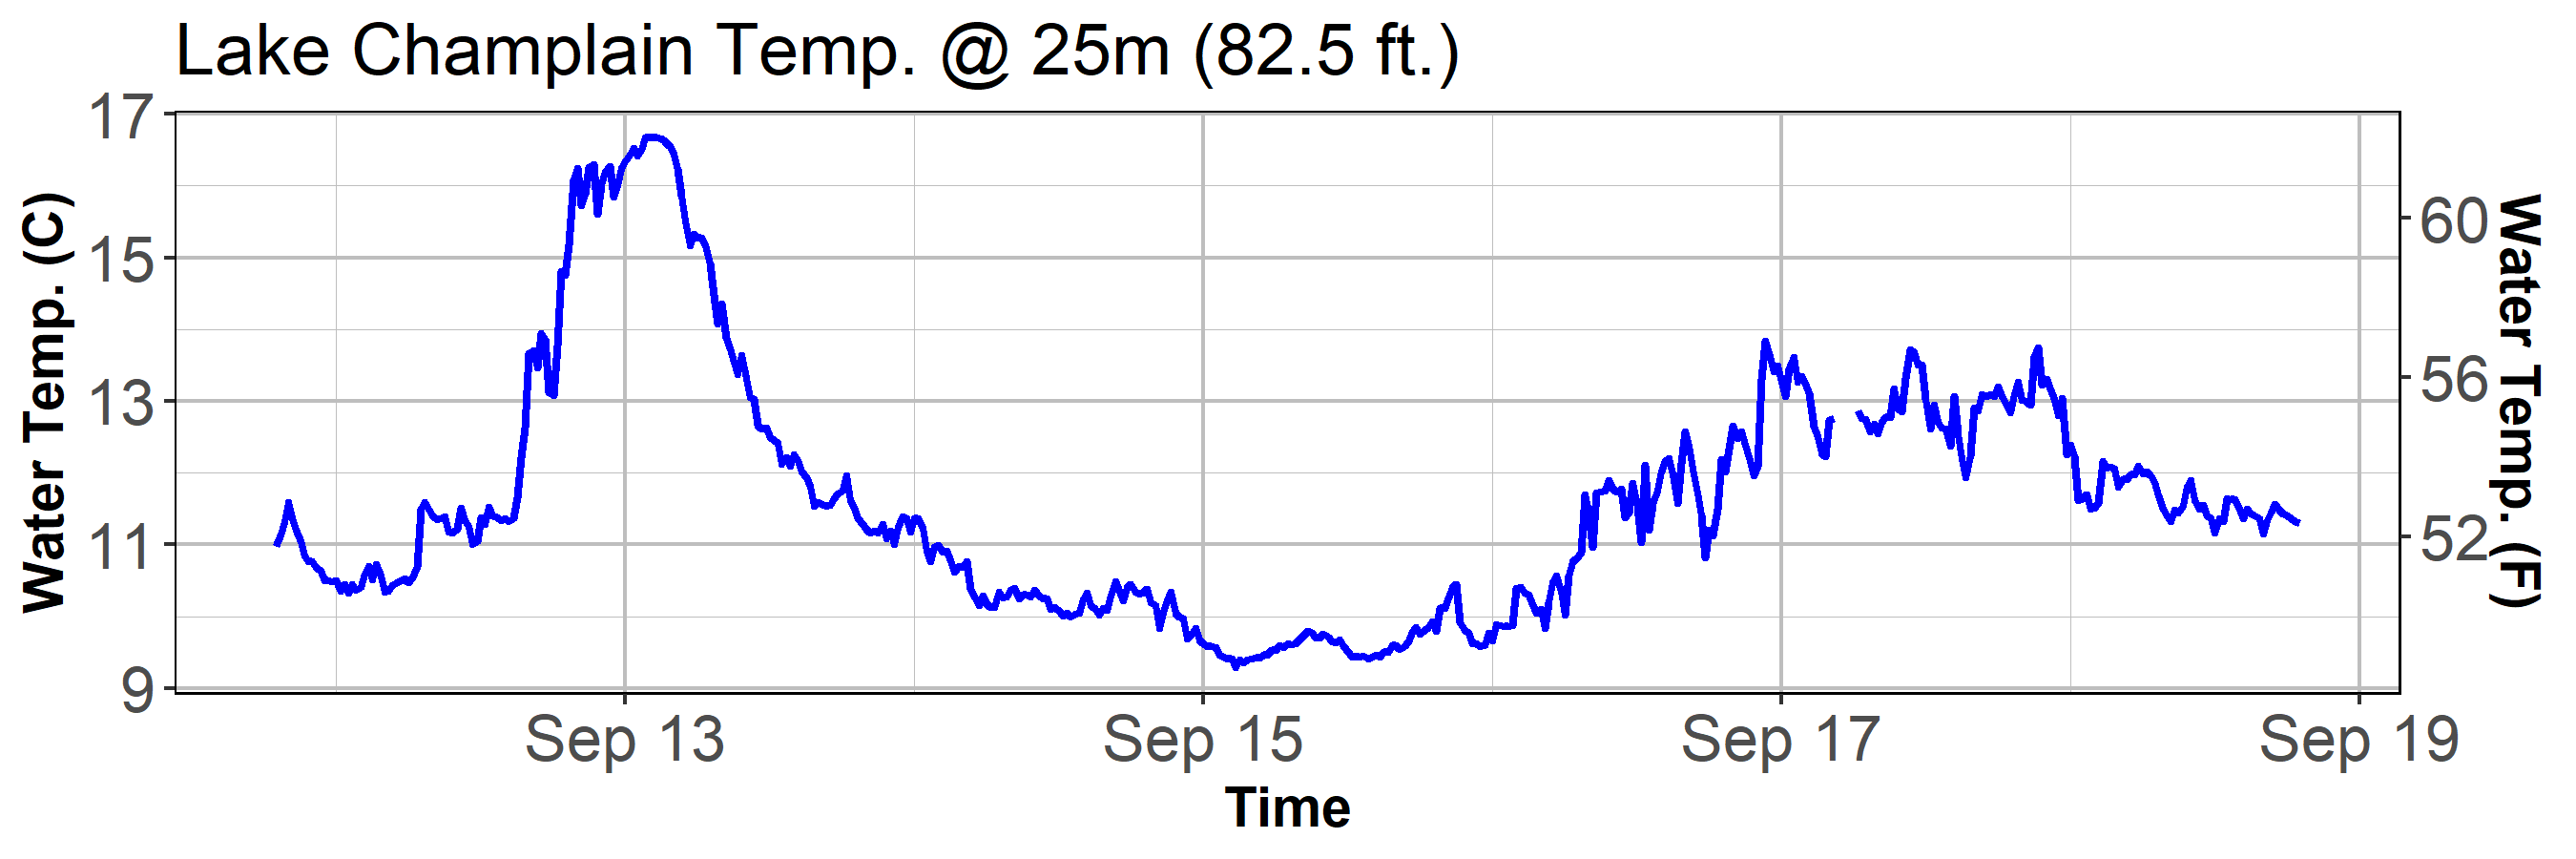 Lake Champlain Temp. @ 25m (82.5 ft.)
Water Temp. (C)
17
15
13
11
9
60
56
52
Water Temp. (F)
Sep 13 Sep 15 Sep 17 Sep 19
Time